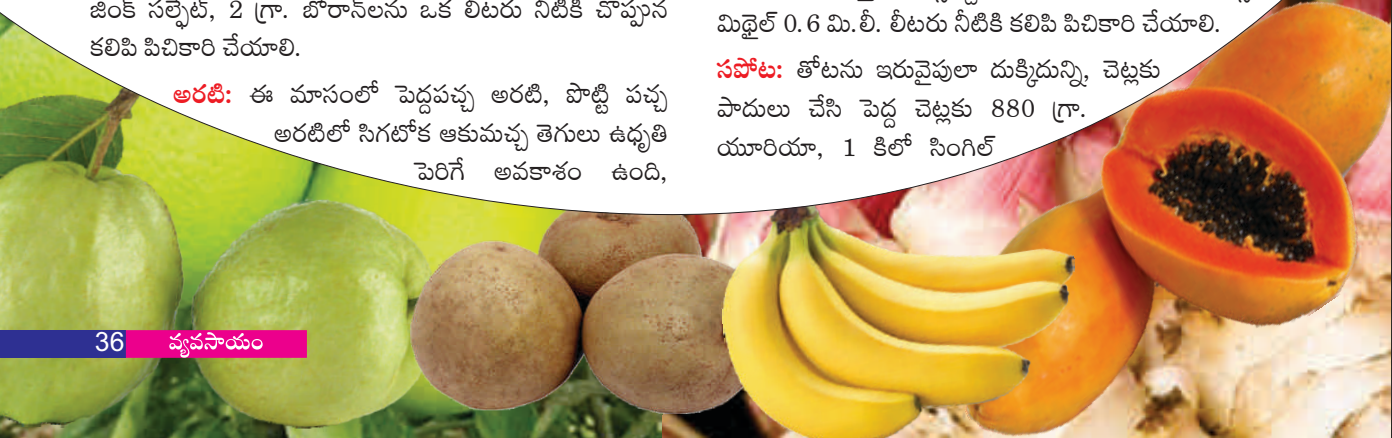 జింక్ సల్ఫేట్, 2 గ్రా. బోరాన్‌లను ఒక లీటరు నీటికి చొప్పున
కలిపి పిచికారి చేయాలి.
అరటి: ఈ మాసంలో పెద్దపచ్చ అరటి, పొట్టి పచ్చ
అరటిలో సిగటోక ఆకుమచ్చ తెగులు ఉధృతి
పెరిగే అవకాశం ఉంది,
మిథైల్ 0.6 మి.లీ. లీటరు నీటికి కలిపి పిచికారి చేయాలి.
సపోట: తోటను ఇరువైపులా దుక్కిదున్ని, చెట్లకు
పాదులు చేసి పెద్ద చెట్లకు 880 గ్రా.
యూరియా, 1 కిలో సింగిల్
36 వ్యవసాయం